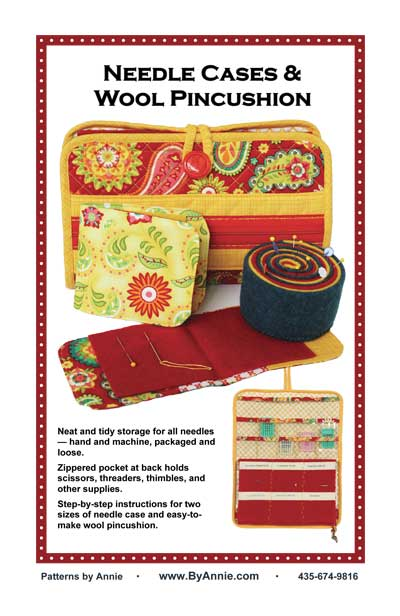 NEEDLE CASES &
WOOL PINCUSHION
Neat and tidy storage for all needles
— hand and machine, packaged and
loose.
Zippered pocket at back holds
scissors, threaders, thimbles, and
other supplies.
Step-by-step instructions for two
sizes of needle case and easy-to-
make wool pincushion.
Patterns by Annie • www.ByAnnie.com • 435-674-9816